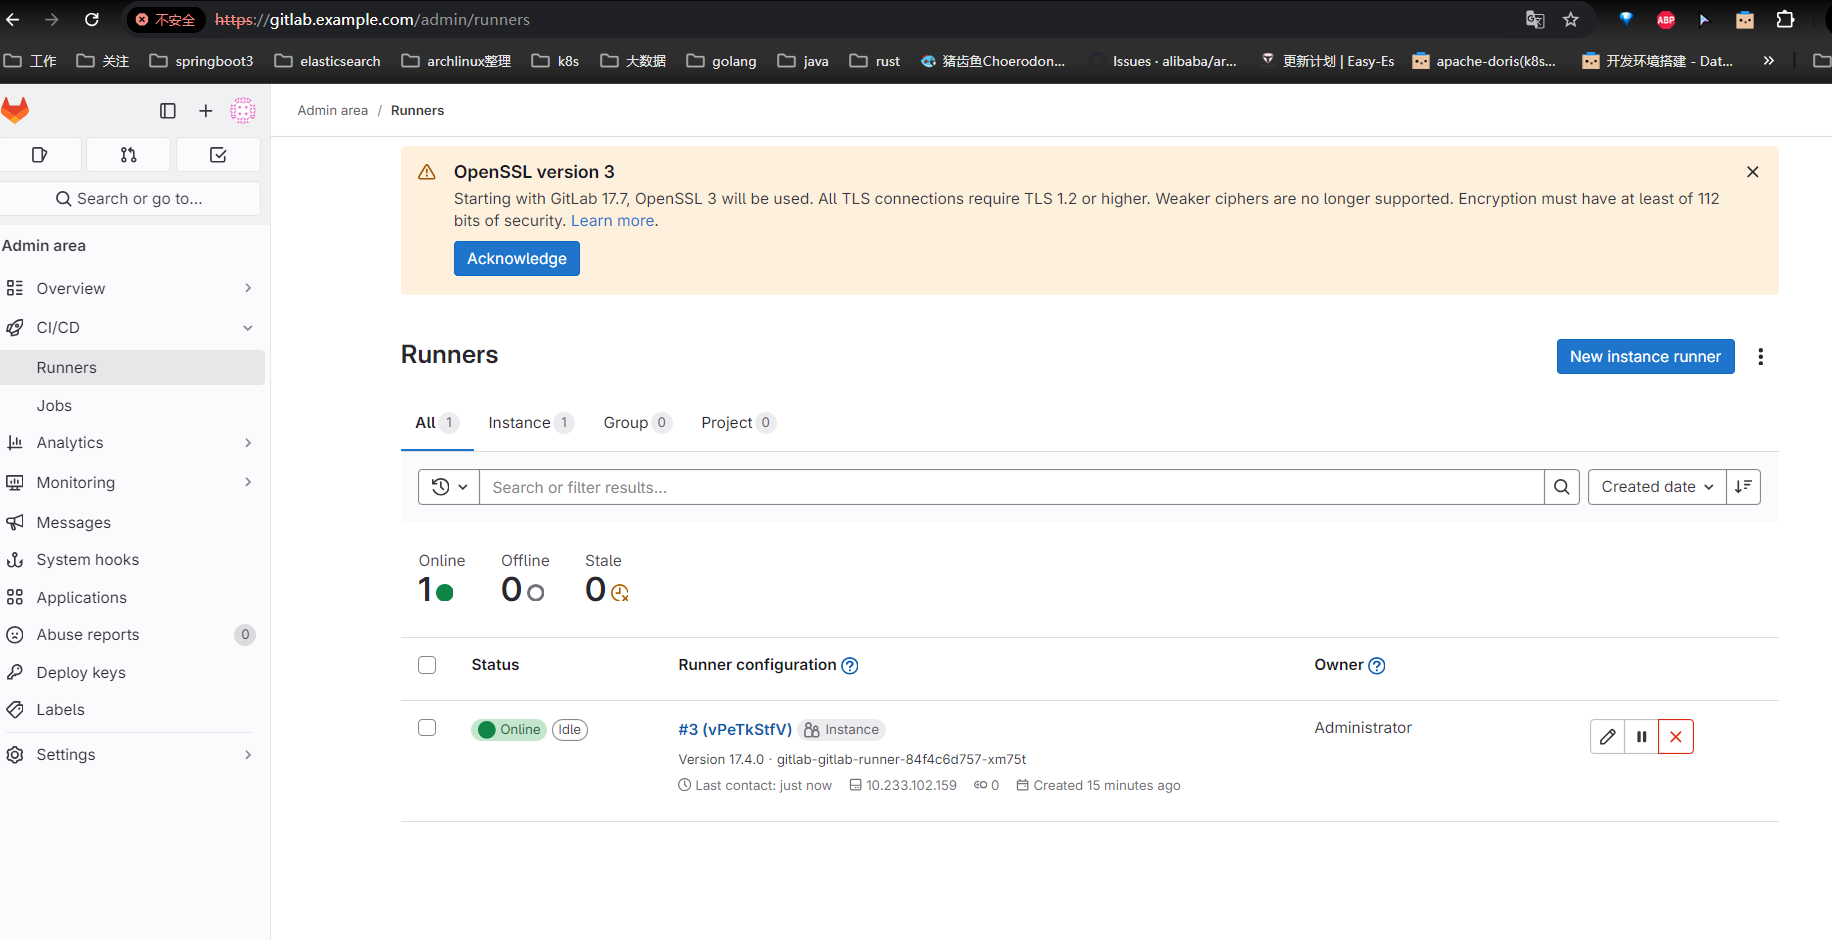 不安全 https://gitlab.example.com/admin/runners
ABP
工作 关注 springboot3 elasticsearch archlinux整理 k8s 大数据 golang java rust 猪齿鱼Choerodon... Issues · alibaba/ar... 更新计划 | Easy-Es apache-doris(k8s... 开发环境搭建 - Dat... »
Admin area / Runners
OpenSSL version 3
Starting with GitLab 17.7, OpenSSL 3 will be used. All TLS connections require TLS 1.2 or higher. Weaker ciphers are no longer supported. Encryption must have at least of 112
bits of security. Learn more.
Acknowledge
Search or go to...
Admin area
Overview
CI/CD
Runners
Jobs
Analytics
Monitoring
Messages
System hooks
Applications
Abuse reports 0
Deploy keys
Labels
Settings
Runners
New instance runner
All 1 Instance 1 Group 0 Project 0
Search or filter results...
Created date
Online Offline Stale
1 0 0
Status Runner configuration Owner
Online Idle #3 (vPeTkStfV) Instance Administrator
Version 17.4.0 · gitlab-gitlab-runner-84f4c6d757-xm75t
Last contact: just now 10.233.102.159 0 Created 15 minutes ago